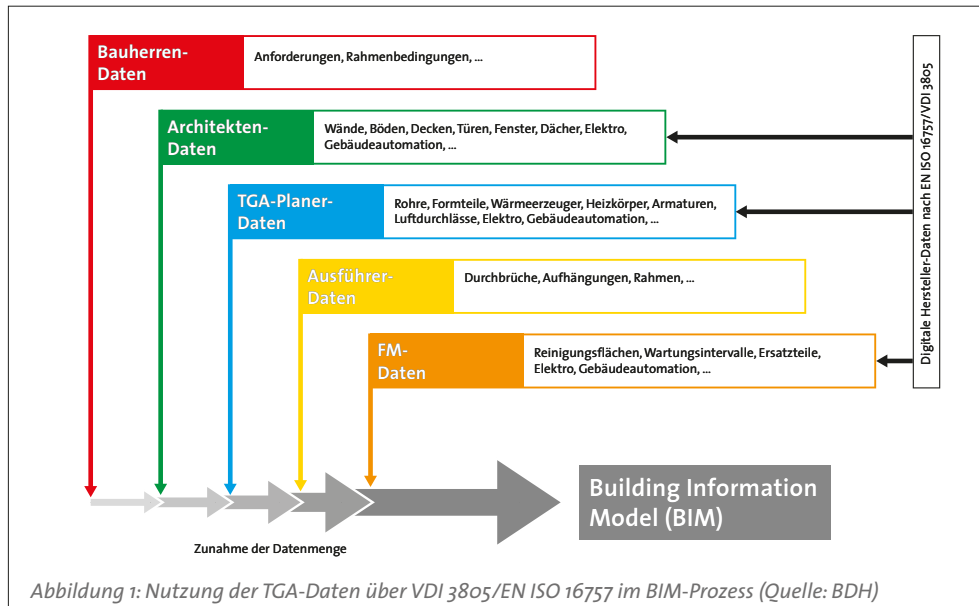 Bauherren-
Daten
Anforderungen, Rahmenbedingungen, ...
Architekten-
Daten
Wände, Böden, Decken, Türen, Fenster, Dächer, Elektro,
Gebäudeautomation, ...
TGA-Planer-
Daten
Rohre, Formteile, Wärmeerzeuger, Heizkörper, Armaturen,
Luftdurchlässe, Elektro, Gebäudeautomation, ...
Ausführer-
Daten
Durchbrüche, Aufhängungen, Rahmen, ...
FM-
Daten
Reinigungsflächen, Wartungsintervalle, Ersatzteile,
Elektro, Gebäudeautomation, ...
Digitale Hersteller-Daten nach EN ISO 16757/VDI 3805
Building Information
Model (BIM)
Zunahme der Datenmenge
Abbildung 1: Nutzung der TGA-Daten über VDI 3805/EN ISO 16757 im BIM-Prozess (Quelle: BDH)